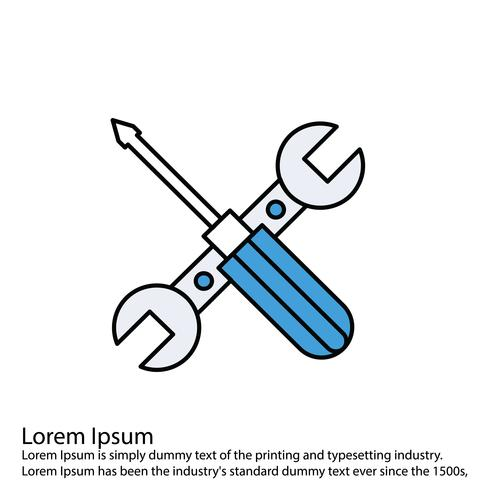 Lorem Ipsum
Lorem Ipsum is simply dummy text of the printing and typesetting industry.
Lorem Ipsum has been the industry's standard dummy text ever since the 1500s,